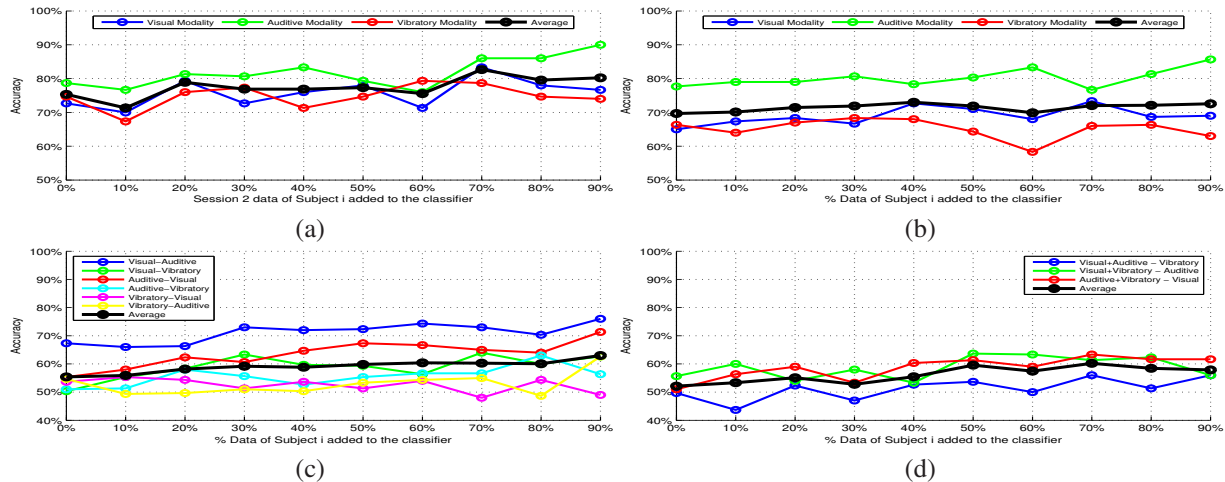 Visual Modality Auditive Modality Vibratory Modality Average
100%
90%
80%
70%
60%
50%
Accuracy
0% 10% 20% 30% 40% 50% 60% 70% 80% 90%
Session 2 data of Subject i added to the classifier
(a)
Visual Modality Auditive Modality Vibratory Modality Average
100%
90%
80%
70%
60%
50%
Accuracy
0% 10% 20% 30% 40% 50% 60% 70% 80% 90%
% Data of Subject i added to the classifier
(b)
Visual−Auditive
Visual−Vibratory
Auditive−Visual
Auditive−Vibratory
Vibratory−Visual
Vibratory−Auditive
Average
100%
90%
80%
70%
60%
50%
40%
Accuracy
0% 10% 20% 30% 40% 50% 60% 70% 80% 90%
% Data of Subject i added to the classifier
(c)
Visual+Auditive − Vibratory
Visual+Vibratory − Auditive
Auditive+Vibratory − Visual
Average
100%
90%
80%
70%
60%
50%
40%
Accuracy
0% 10% 20% 30% 40% 50% 60% 70% 80% 90%
% Data of Subject i added to the classifier
(d)